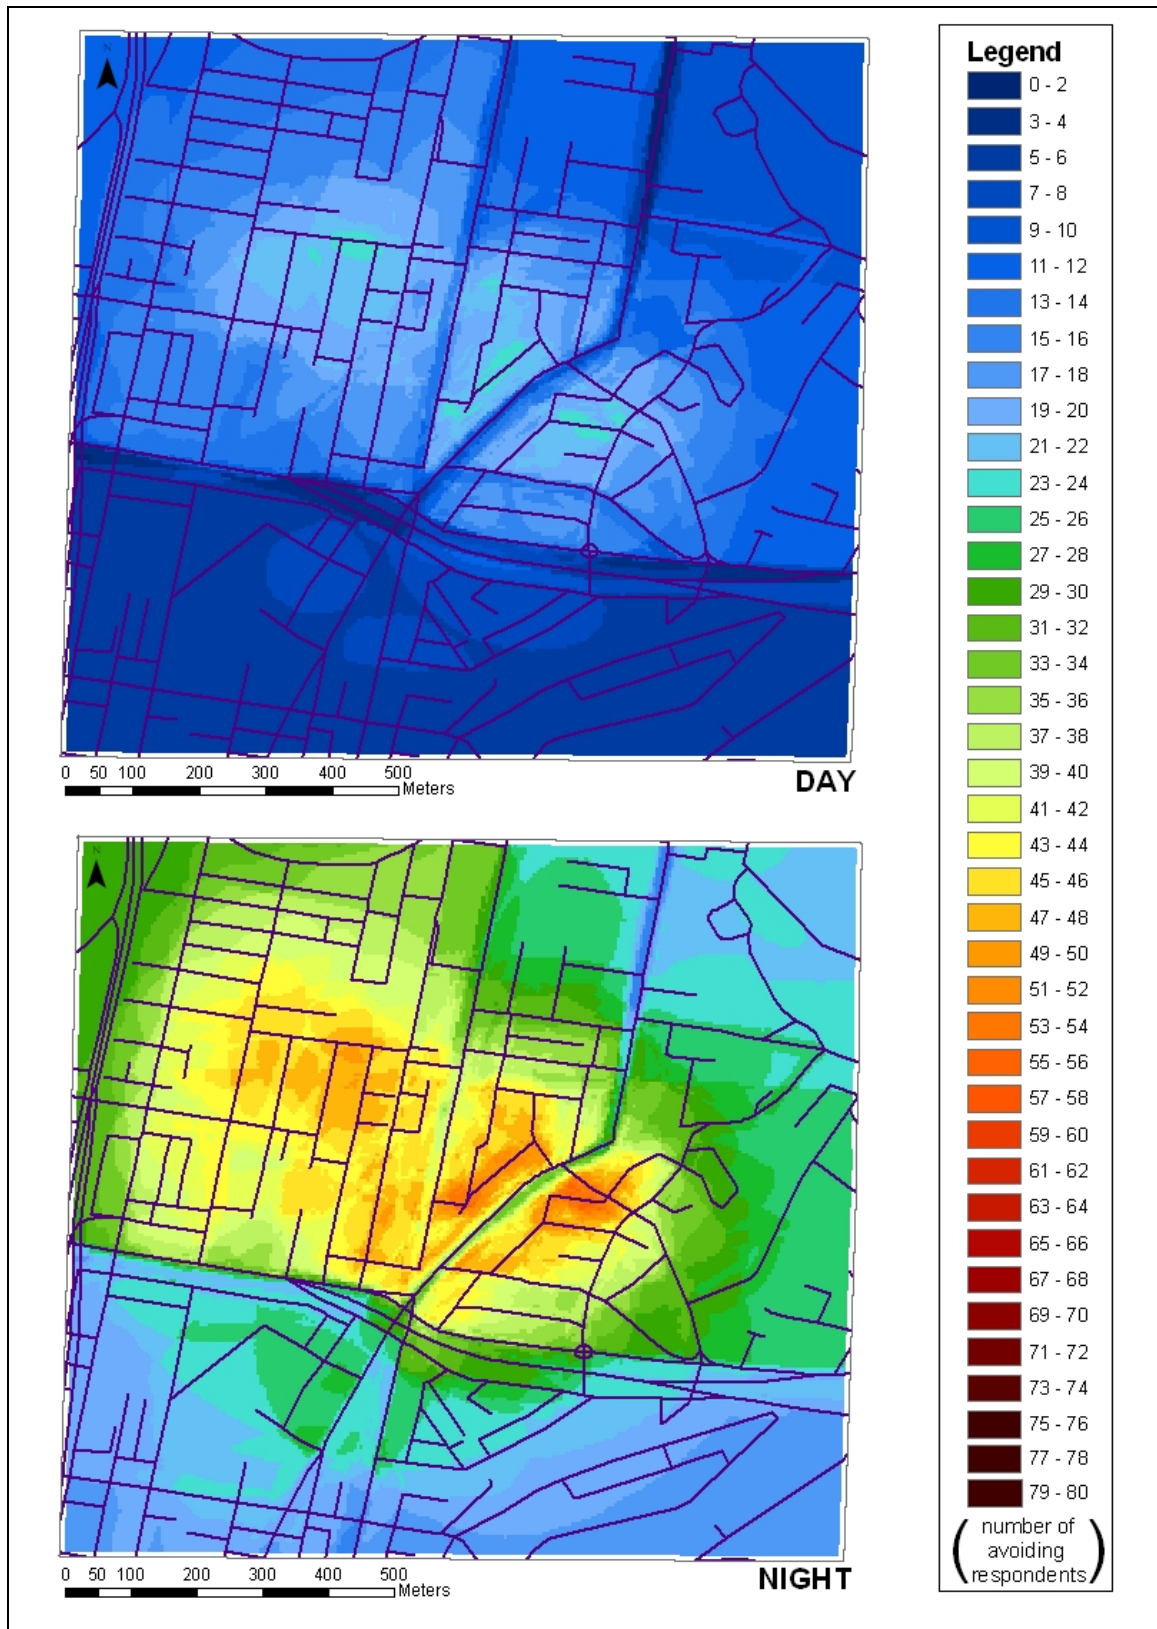 N
0 50 100 200 300 400 500
Meters
DAY
N
0 50 100 200 300 400 500
Meters
NIGHT
Legend
0 - 2
3 - 4
5 - 6
7 - 8
9 - 10
11 - 12
13 - 14
15 - 16
17 - 18
19 - 20
21 - 22
23 - 24
25 - 26
27 - 28
29 - 30
31 - 32
33 - 34
35 - 36
37 - 38
39 - 40
41 - 42
43 - 44
45 - 46
47 - 48
49 - 50
51 - 52
53 - 54
55 - 56
57 - 58
59 - 60
61 - 62
63 - 64
65 - 66
67 - 68
69 - 70
71 - 72
73 - 74
75 - 76
77 - 78
79 - 80
( number of
avoiding
respondents )